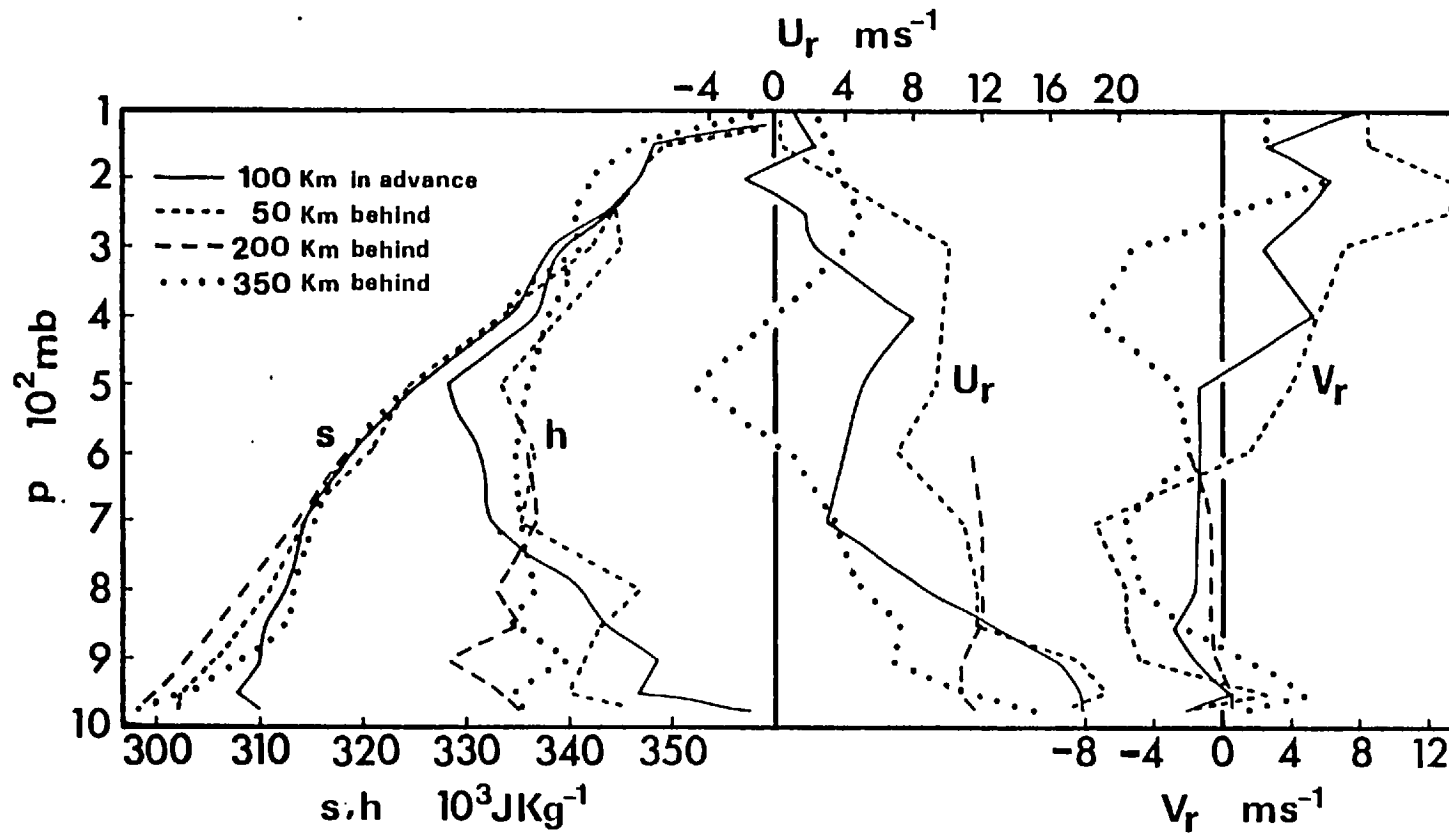 U_r ms⁻¹
-4 0 4 8 12 16 20
100 Km in advance
50 Km behind
200 Km behind
350 Km behind
p 10² mb
1
2
3
4
5
6
7
8
9
10
s
h
U_r
V_r
300 310 320 330 340 350
-8 -4 0 4 8 12
s,h 10³JKg⁻¹
V_r ms⁻¹